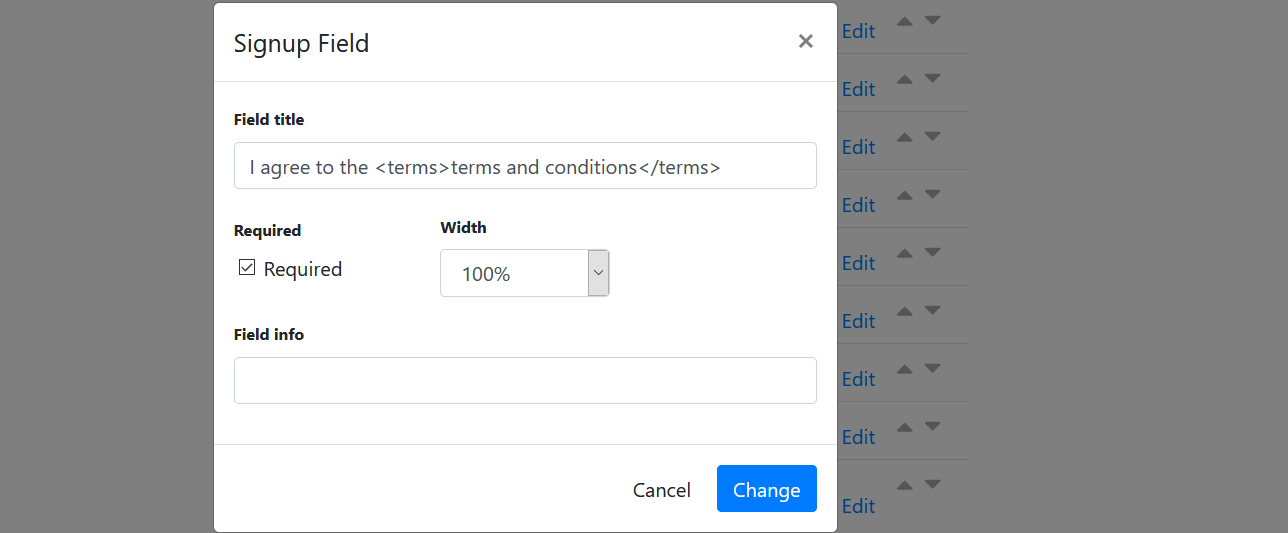 Signup Field
×
Field title
I agree to the <terms>terms and conditions</terms>
Required
Width
Required
100%
Field info
Cancel
Change
Edit
Edit
Edit
Edit
Edit
Edit
Edit
Edit
Edit